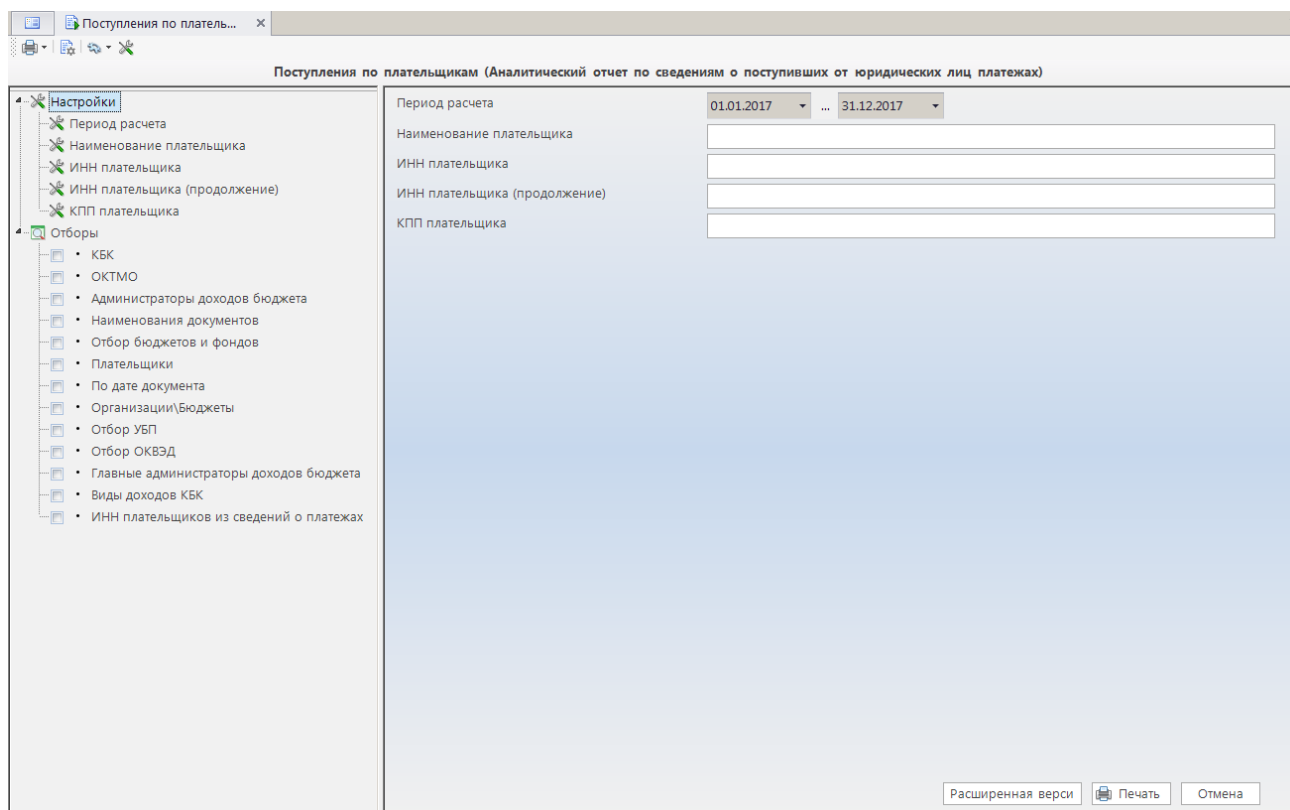 Поступления по платель...
Поступления по плательщикам (Аналитический отчет по сведениям о поступивших от юридических лиц платежах)
Настройки
Период расчета
Наименование плательщика
ИНН плательщика
ИНН плательщика (продолжение)
КПП плательщика
Отборы
КБК
ОКТМО
Администраторы доходов бюджета
Наименования документов
Отбор бюджетов и фондов
Плательщики
По дате документа
Организации\Бюджеты
Отбор УБП
Отбор ОКВЭД
Главные администраторы доходов бюджета
Виды доходов КБК
ИНН плательщиков из сведений о платежах
Период расчета 01.01.2017 ... 31.12.2017
Наименование плательщика
ИНН плательщика
ИНН плательщика (продолжение)
КПП плательщика
Расширенная верси Печать Отмена